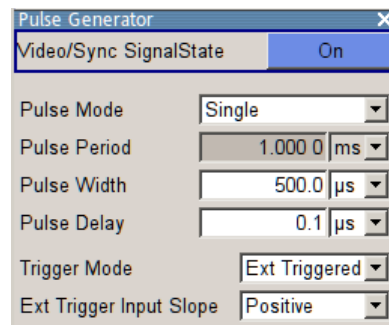 Pulse Generator
Video/Sync SignalState On
Pulse Mode Single
Pulse Period 1.000 0 ms
Pulse Width 500.0 µs
Pulse Delay 0.1 µs
Trigger Mode Ext Triggered
Ext Trigger Input Slope Positive